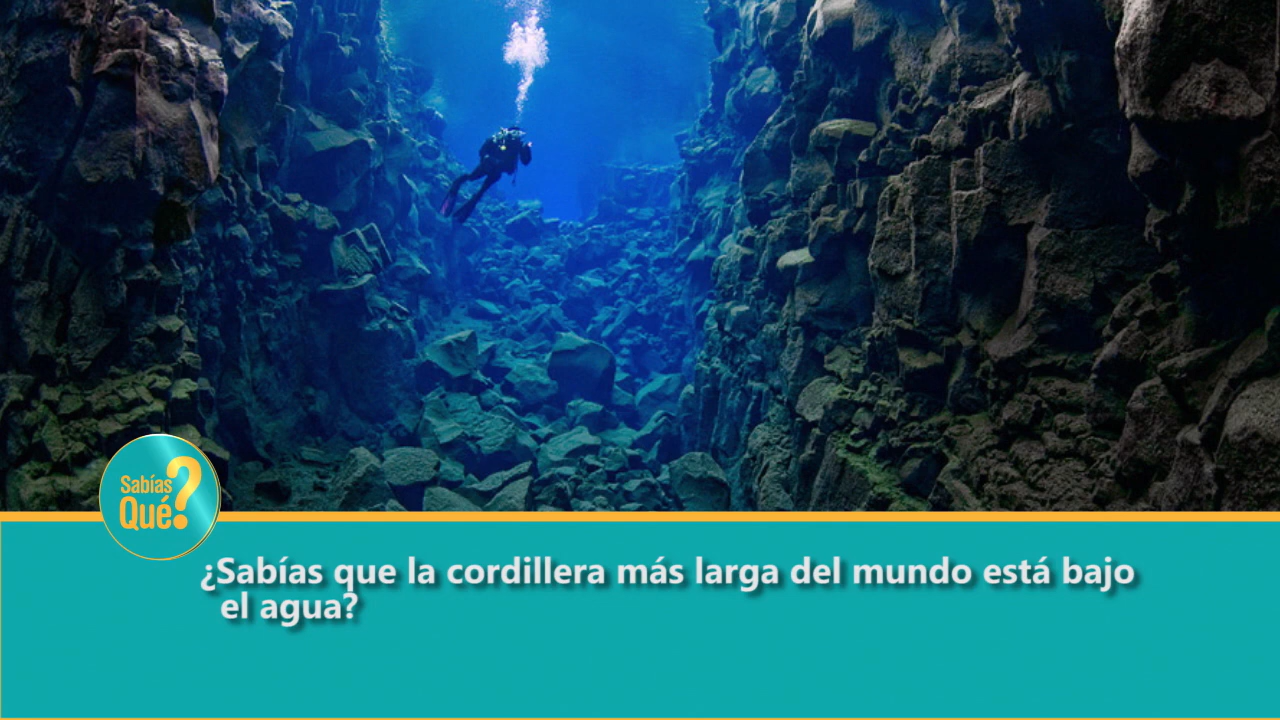 Sabías
Qué?
¿Sabías que la cordillera más larga del mundo está bajo
el agua?